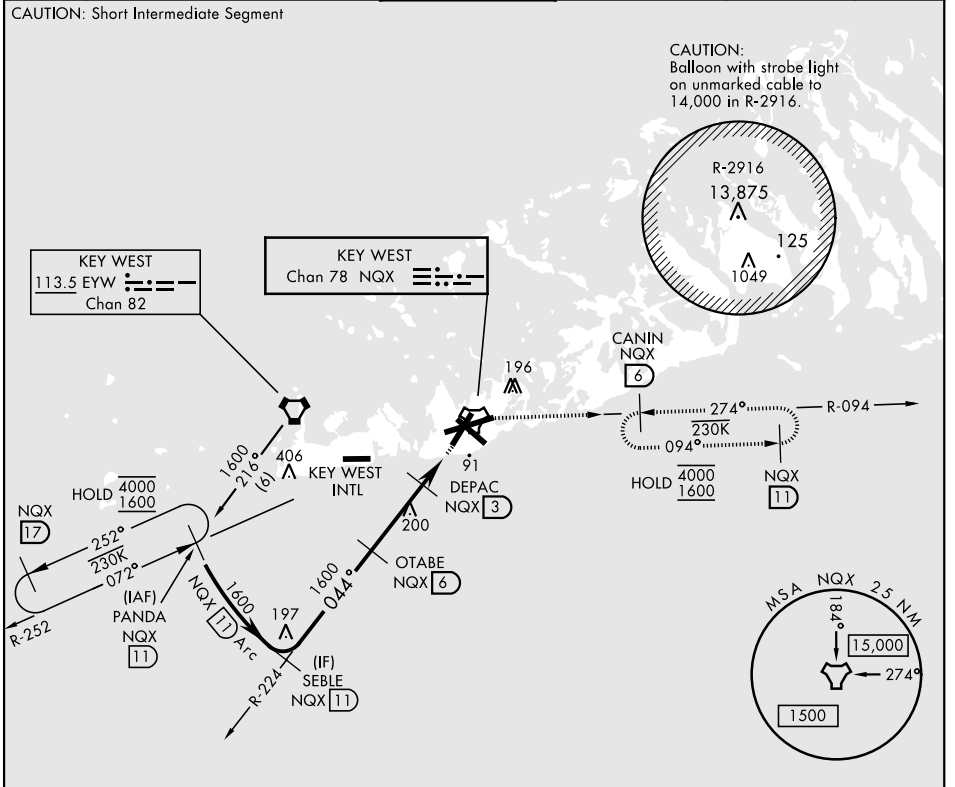 CAUTION: Short Intermediate Segment
CAUTION:
Balloon with strobe light
on unmarked cable to
14,000 in R-2916.
R-2916
13,875
125
1049
KEY WEST
113.5 EYW
Chan 82
KEY WEST
Chan 78 NQX
196
CANIN
NQX
6
274°
230K
094°
R-094
HOLD 4000
1600
NQX
11
1600
216°
(6)
406
KEY WEST
INTL
91
DEPAC
NQX 3
200
OTABE
NQX 6
HOLD 4000
1600
NQX
17
252°
230K
072°
R-252
(IAF)
PANDA
NQX
11
1600
NQX 11 Arc
197
1600
044°
(IF)
SEBLE
NQX 11
R-224
MSA NQX 25 NM
184°
15,000
274°
1500